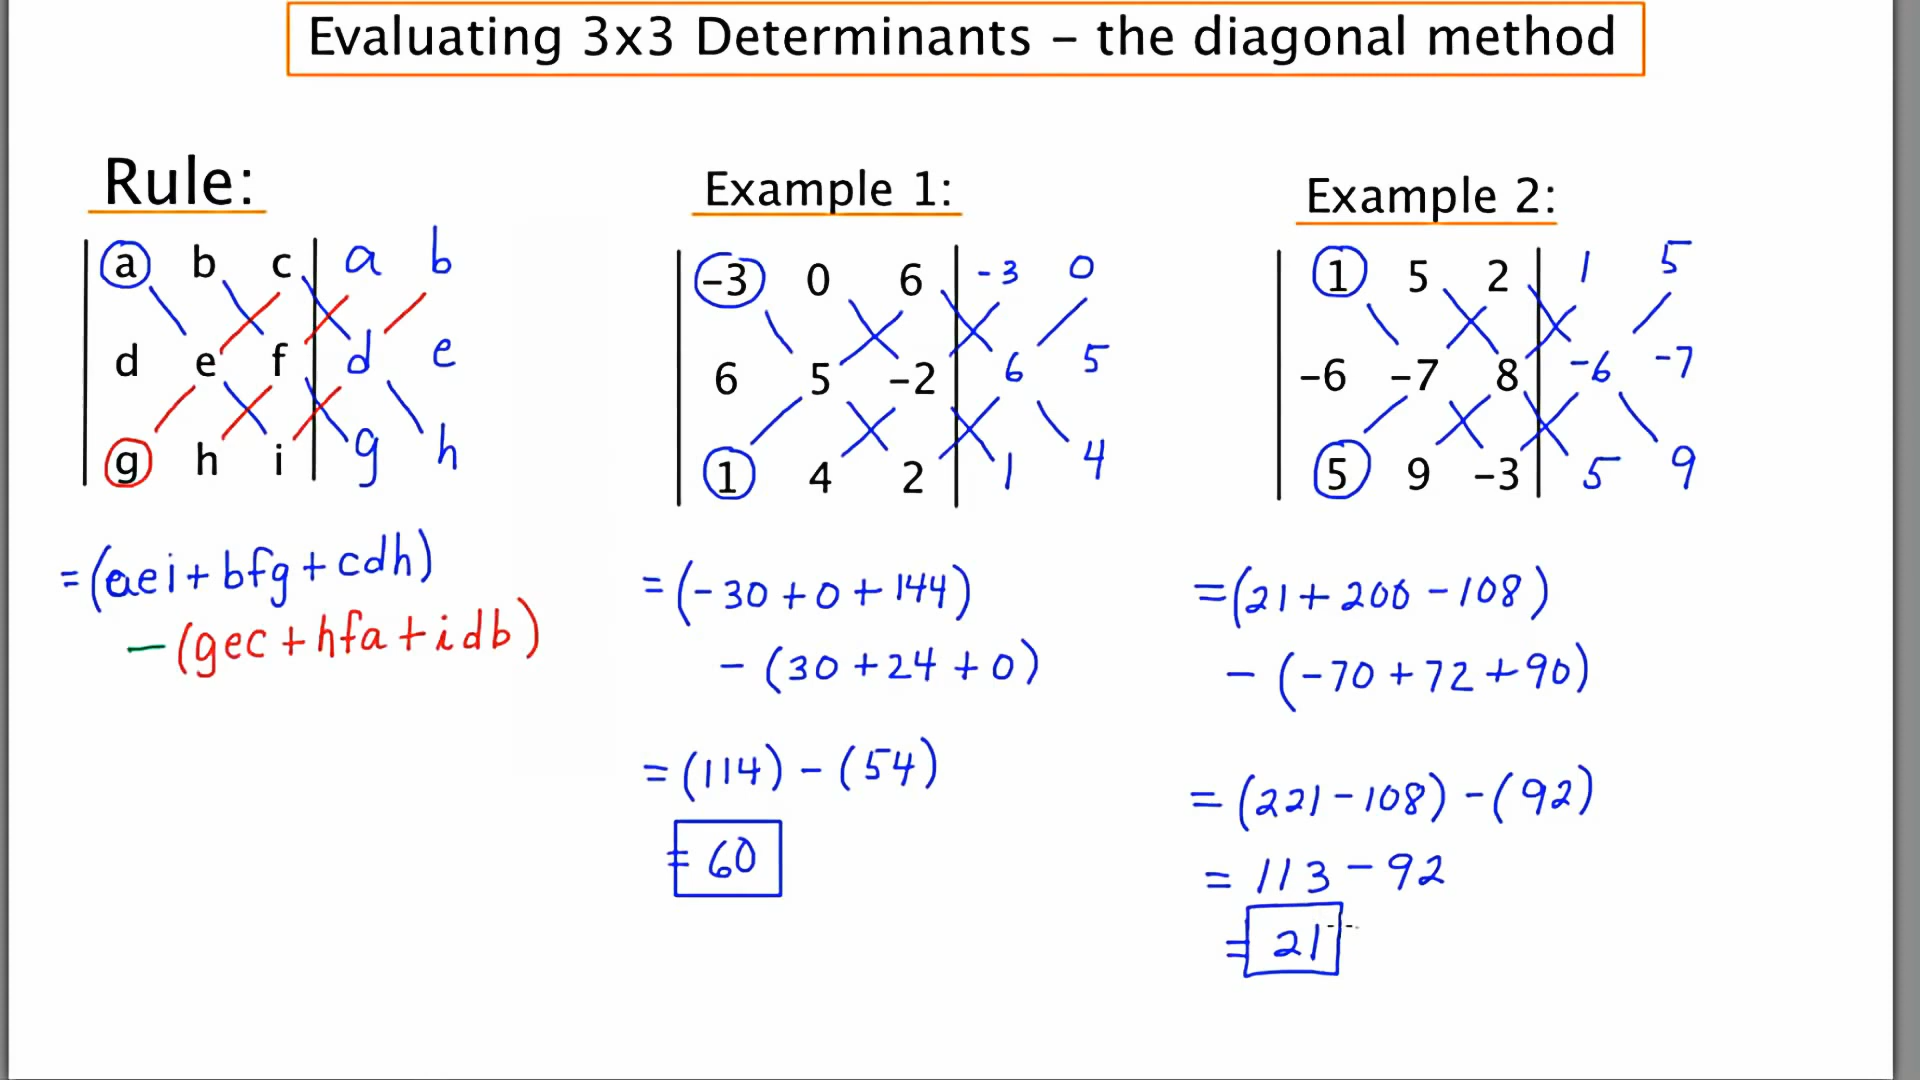 Evaluating 3x3 Determinants – the diagonal method
Rule:
a b c a b
d e f d e
g h i g h
= (aei + bfg + cdh)
– (gec + hfa + idb)
Example 1:
-3 0 6 -3 0
6 5 -2 6 5
1 4 2 1 4
= (-30 + 0 + 144)
- (30 + 24 + 0)
= (114) - (54)
= 60
Example 2:
1 5 2 1 5
-6 -7 8 -6 -7
5 9 -3 5 9
= (21 + 200 - 108)
- (-70 + 72 + 90)
= (221 - 108) - (92)
= 113 - 92
= 21